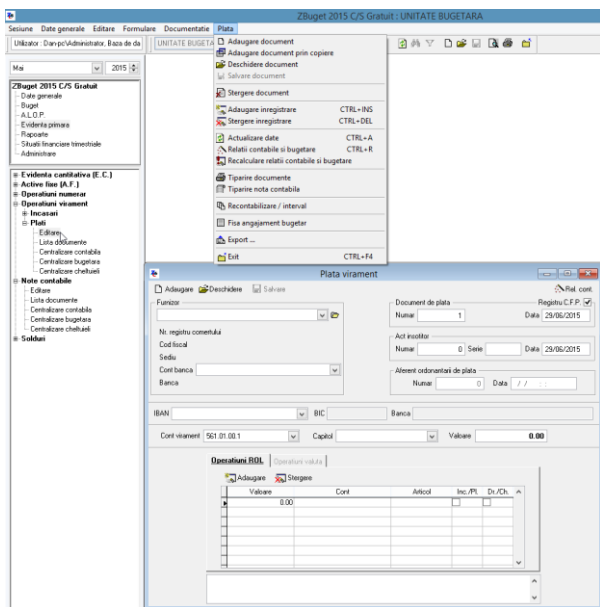 ZBuget 2015 C/S Gratuit : UNITATE BUGETARA
Sesiune Date generale Editare Formulare Documentatie Plata
Utilizator : Dan-pc\Administrator, Baza de da
UNITATE BUGETA
Mai 2015
ZBuget 2015 C/S Gratuit
Date generale
Buget
A.L.O.P.
Evidenta primara
Rapoarte
Situatii financiare trimestriale
Administrare
Evidenta cantitativa (E.C.)
Active fixe (A.F.)
Operatiuni numerar
Operatiuni virament
Incasari
Plati
Editare
Lista documente
Centralizare contabila
Centralizare bugetara
Centralizare cheltuieli
Note contabile
Editare
Lista documente
Centralizare contabila
Centralizare bugetara
Centralizare cheltuieli
Solduri
Adaugare document
Adaugare document prin copiere
Deschidere document
Salvare document
Stergere document
Adaugare inregistrare CTRL+INS
Stergere inregistrare CTRL+DEL
Actualizare date CTRL+A
Relatii contabile si bugetare CTRL+R
Recalculare relatii contabile si bugetare
Tiparire documente
Tiparire nota contabila
Recontabilizare / interval
Fisa angajament bugetar
Export ...
Exit CTRL+F4
Plata virament
Adaugare Deschidere Salvare Rel. cont.
Furnizor
Nr. registru comertului
Cod fiscal
Sediu
Cont banca
Banca
Document de plata Registru C.F.P.
Numar 1 Data 29/06/2015
Act insotitor
Numar 0 Serie Data 29/06/2015
Aferent ordonantarii de plata
Numar 0 Data / / : :
IBAN BIC Banca
Cont virament 561.01.00.1 Capitol Valoare 0.00
Operatiuni ROL Operatiuni valuta
Adaugare Stergere
Valoare Cont Articol Inc./Pl. Dr./Ch.
0.00